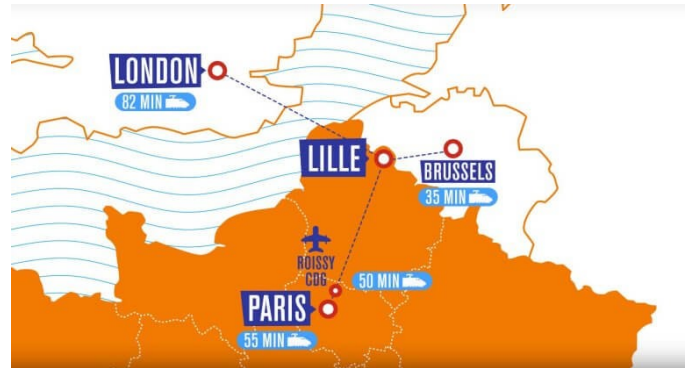 LONDON
82 MIN
LILLE
BRUSSELS
35 MIN
ROISSY
CDG
50 MIN
PARIS
55 MIN